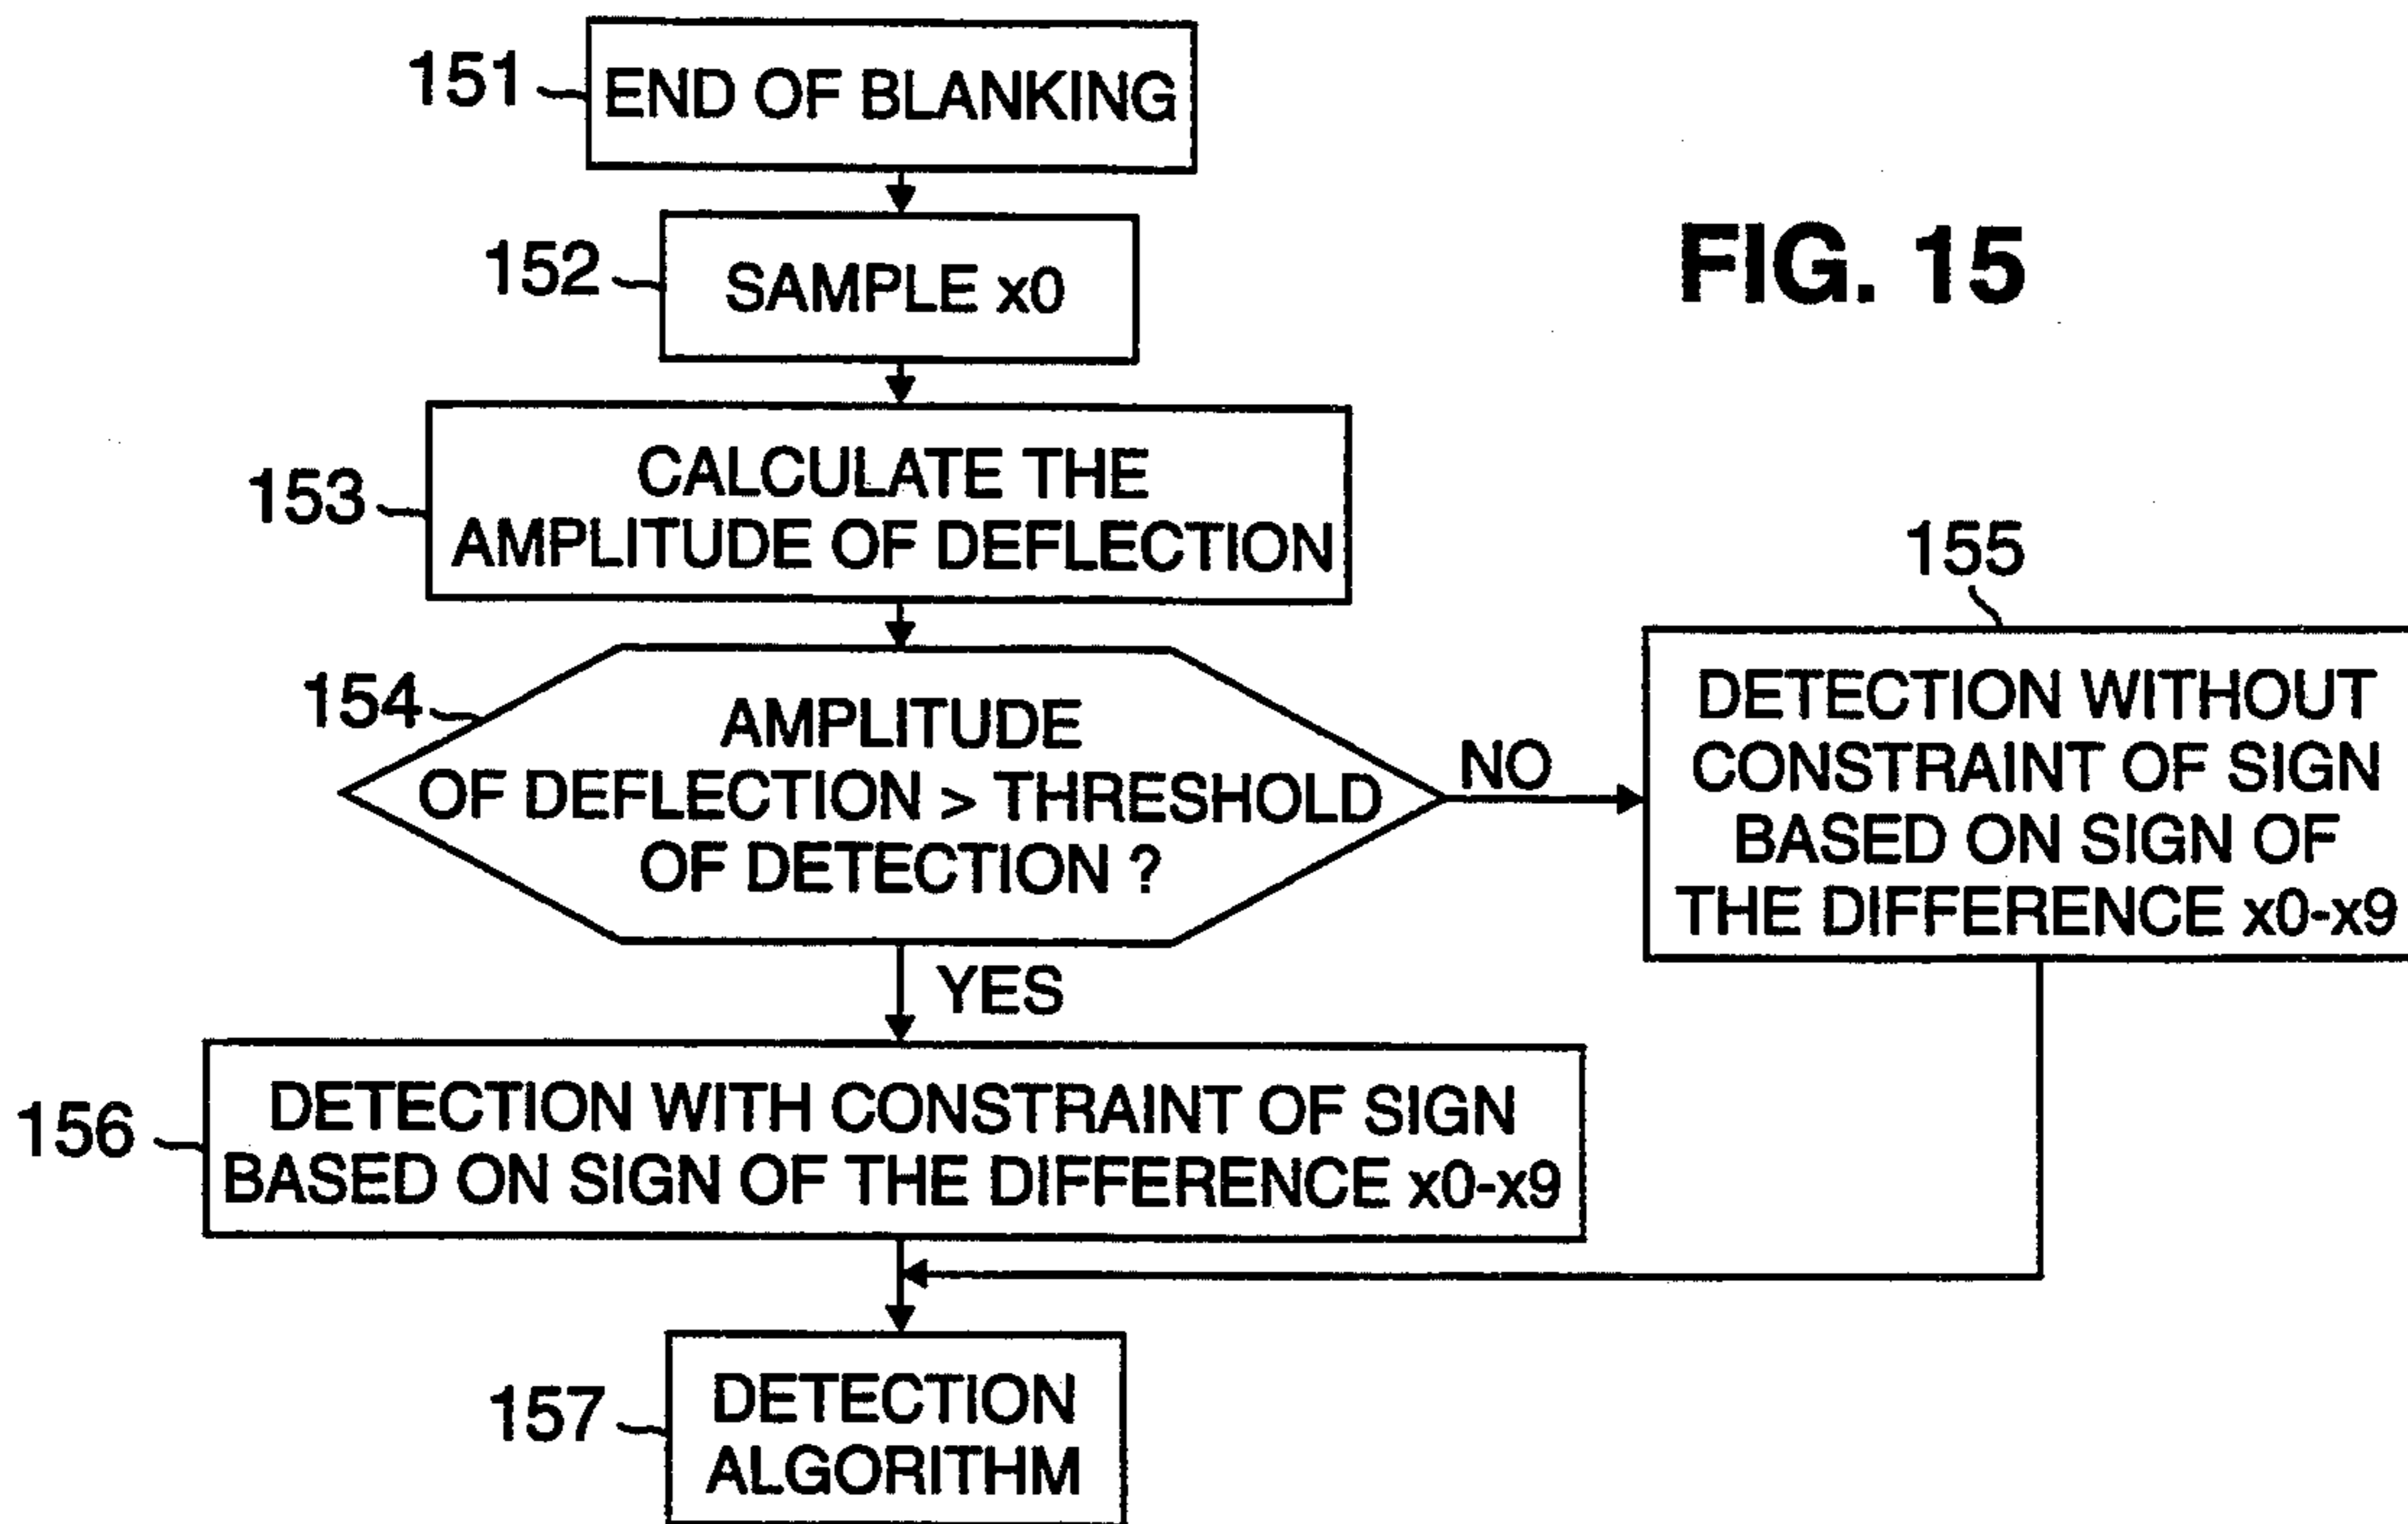 151
END OF BLANKING
152
SAMPLE x0
FIG. 15
153
CALCULATE THE
AMPLITUDE OF DEFLECTION
154
AMPLITUDE
OF DEFLECTION > THRESHOLD
OF DETECTION ?
NO
155
DETECTION WITHOUT
CONSTRAINT OF SIGN
BASED ON SIGN OF
THE DIFFERENCE x0-x9
YES
156
DETECTION WITH CONSTRAINT OF SIGN
BASED ON SIGN OF THE DIFFERENCE x0-x9
157
DETECTION
ALGORITHM